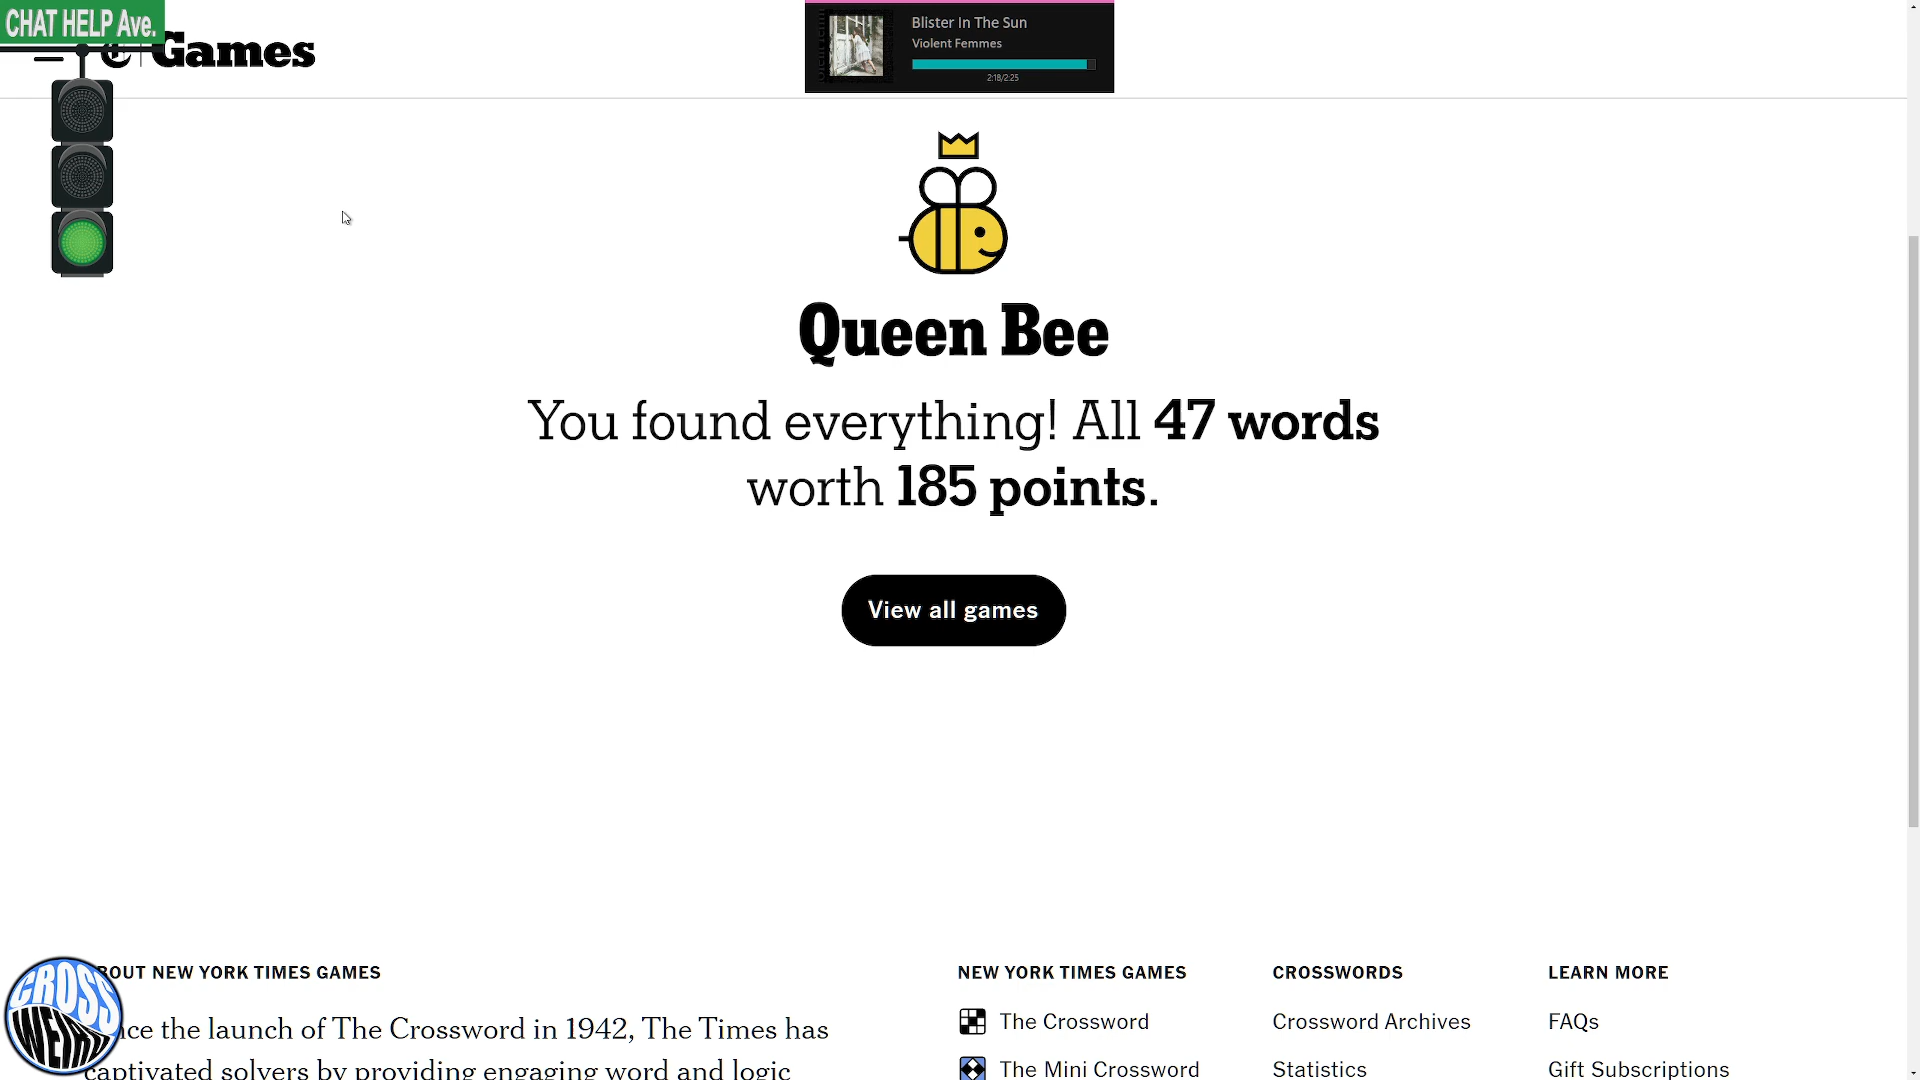 CHAT HELP Ave.
Games
Blister In The Sun
Violent Femmes
2:18/2:25
Queen Bee
You found everything! All 47 words
worth 185 points.
View all games
BOUT NEW YORK TIMES GAMES
nce the launch of The Crossword in 1942, The Times has
captivated solvers by providing engaging word and logic
NEW YORK TIMES GAMES
The Crossword
The Mini Crossword
CROSSWORDS
Crossword Archives
Statistics
LEARN MORE
FAQs
Gift Subscriptions
CROSS
WEIRD